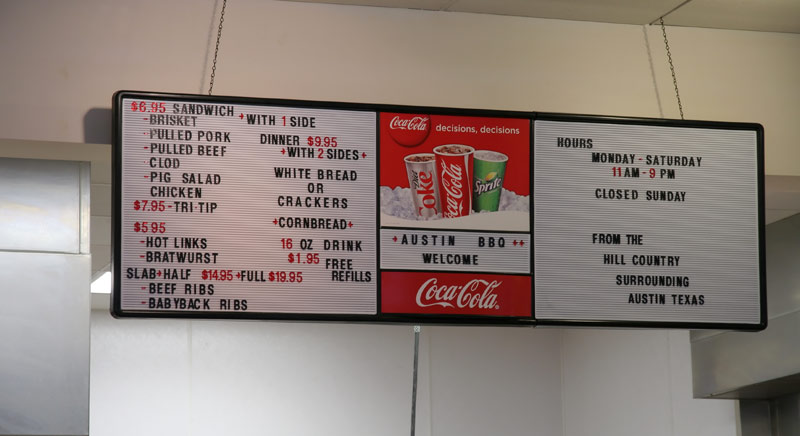 $6.95 SANDWICH
+WITH 1 SIDE
-BRISKET
-PULLED PORK
-PULLED BEEF
CLOD
-PIG SALAD
CHICKEN
$7.95-TRI-TIP
$5.95
-HOT LINKS
-BRATWURST
SLAB+HALF $14.95+FULL $19.95
-BEEF RIBS
-BABYBACK RIBS
DINNER $9.95
+WITH 2 SIDES+
WHITE BREAD
OR
CRACKERS
+CORNBREAD+
16 OZ DRINK
$1.95 FREE
REFILLS
Coca-Cola decisions, decisions
Diet Coke
Coca-Cola
Sprite
+AUSTIN BBQ++
WELCOME
Coca-Cola
HOURS
MONDAY-SATURDAY
11AM-9 PM
CLOSED SUNDAY
FROM THE
HILL COUNTRY
SURROUNDING
AUSTIN TEXAS